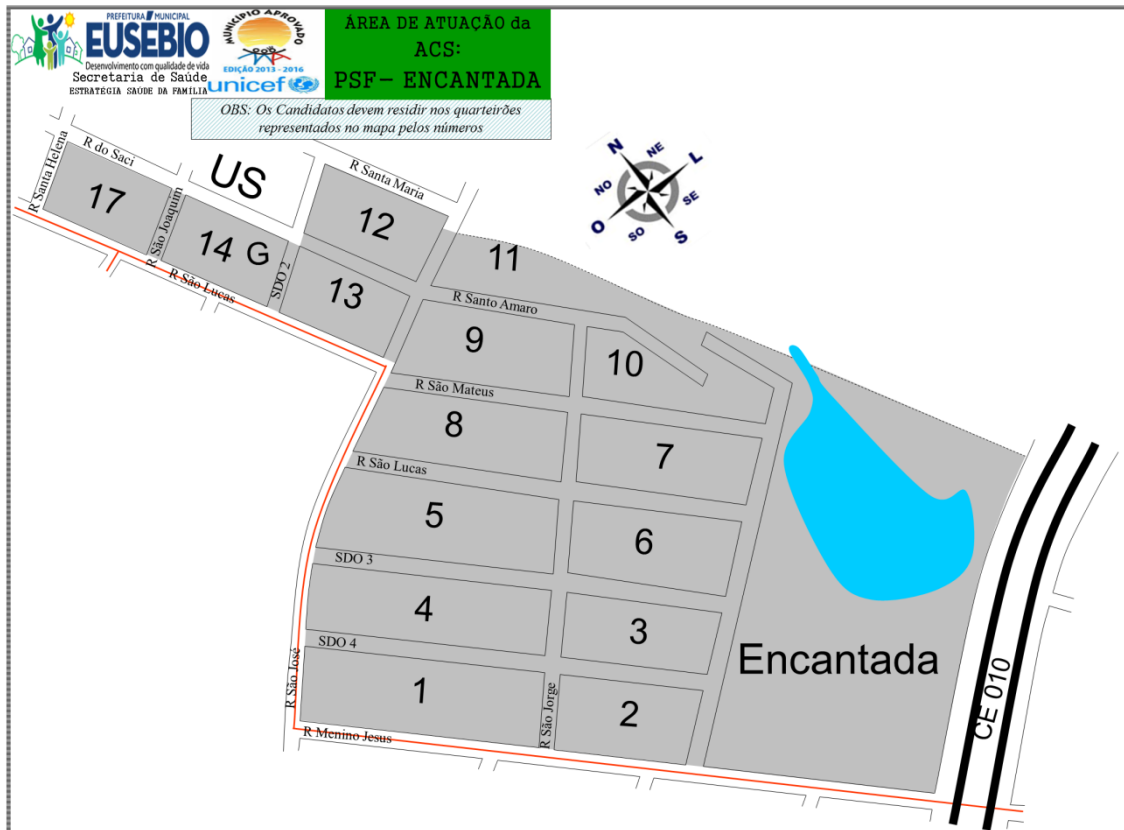 PREFEITURA MUNICIPAL
EUSÉBIO
Desenvolvimento com qualidade de vida
Secretaria de Saúde
ESTRATÉGIA SAÚDE DA FAMÍLIA
MUNICÍPIO APROVADO
EDIÇÃO 2013 - 2016
unicef
ÁREA DE ATUAÇÃO da
ACS:
PSF- ENCANTADA
OBS: Os Candidatos devem residir nos quarteirões
representados no mapa pelos números
N
NE
L
SE
S
SO
O
NO
R Santa Helena
R do Saci
US
R Santa Maria
17
R São Joaquim
14 G
SDO 2
12
13
R São Lucas
11
R Santo Amaro
9
10
R São Mateus
8
7
R São Lucas
5
6
SDO 3
4
3
SDO 4
Encantada
R São José
1
R São Jorge
2
CE 010
R Menino Jesus